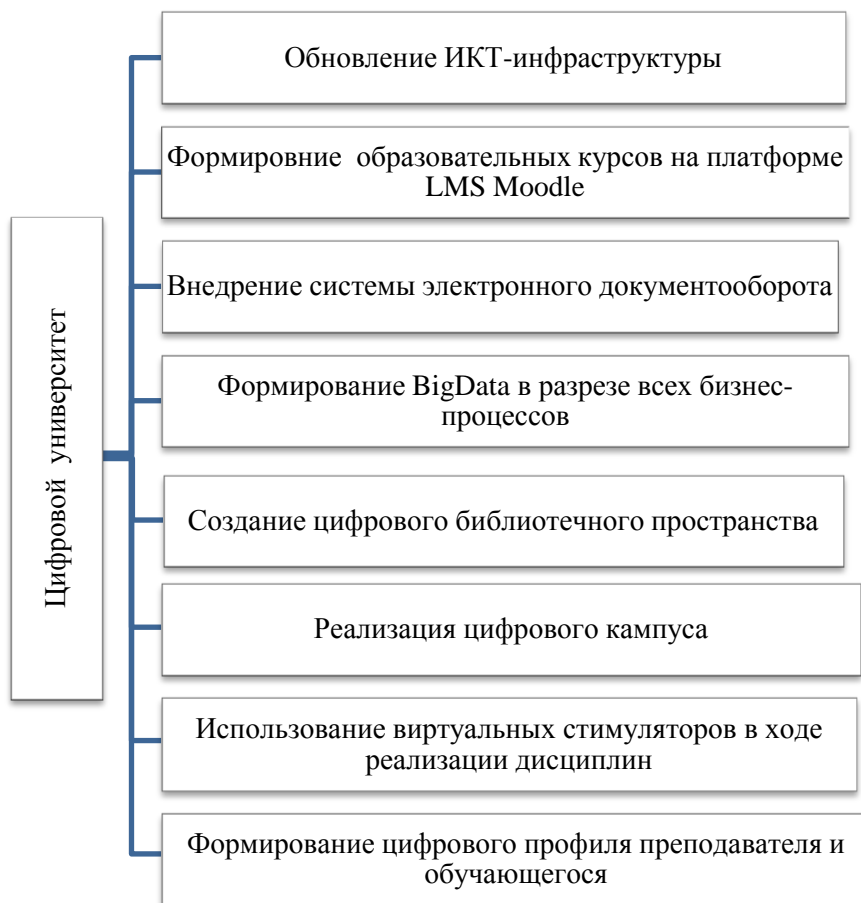 Цифровой университет
Обновление ИКТ-инфраструктуры
Формировние образовательных курсов на платформе
LMS Moodle
Внедрение системы электронного документооборота
Формирование BigData в разрезе всех бизнес-
процессов
Создание цифрового библиотечного пространства
Реализация цифрового кампуса
Использование виртуальных стимуляторов в ходе
реализации дисциплин
Формирование цифрового профиля преподавателя и
обучающегося